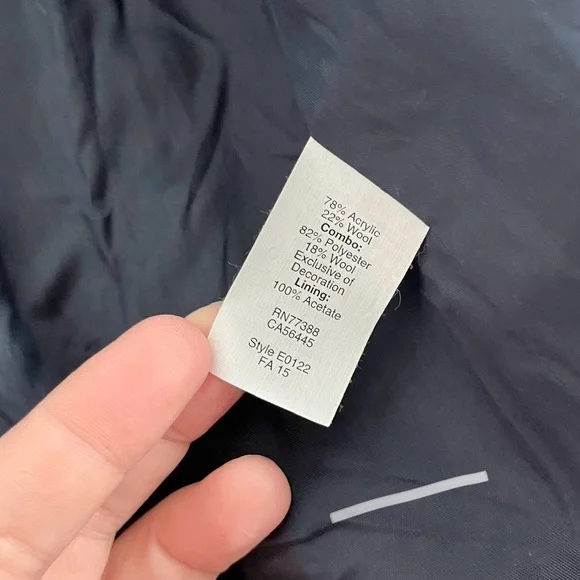 78% Acrylic
22% Wool
Combo:
82% Polyester
18% Wool
Exclusive of
Decoration
Lining:
100% Acetate
RN77388
CA56445
Style E0122
FA 15